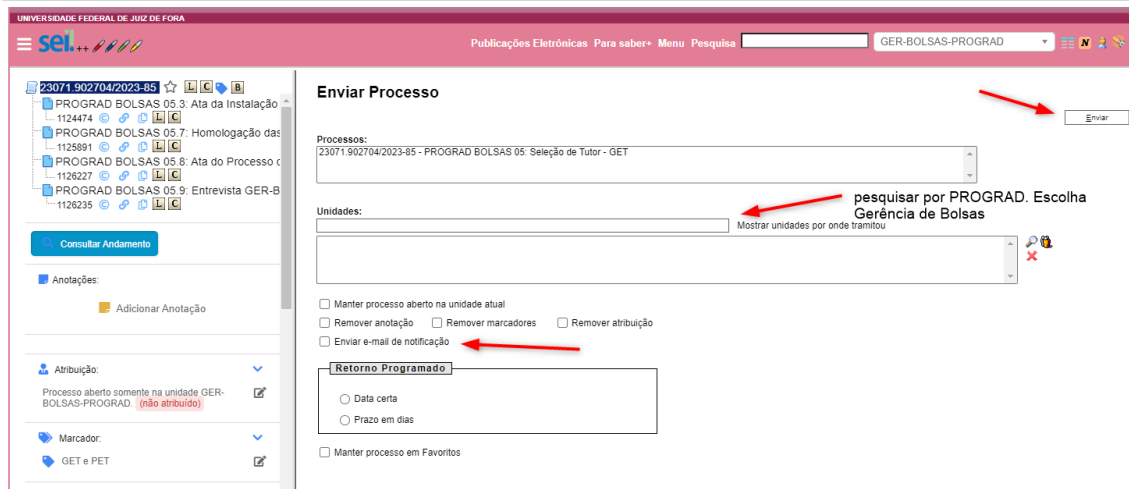 UNIVERSIDADE FEDERAL DE JUIZ DE FORA
sei. ++
Publicações Eletrônicas Para saber+ Menu Pesquisa
GER-BOLSAS-PROGRAD
N
23071.902704/2023-85 L C B
PROGRAD BOLSAS 05.3: Ata da Instalação
1124474 L C
PROGRAD BOLSAS 05.7: Homologação das
1125891 L C
PROGRAD BOLSAS 05.8: Ata do Processo
1126227 L C
PROGRAD BOLSAS 05.9: Entrevista GER-B
1126235 L C
Consultar Andamento
Anotações:
Adicionar Anotação
Atribuição:
Processo aberto somente na unidade GER-
BOLSAS-PROGRAD. (não atribuído)
Marcador:
GET e PET
Enviar Processo
Enviar
Processos:
23071.902704/2023-85 - PROGRAD BOLSAS 05: Seleção de Tutor - GET
pesquisar por PROGRAD. Escolha
Gerência de Bolsas
Unidades:
Mostrar unidades por onde tramitou
Manter processo aberto na unidade atual
Remover anotação Remover marcadores Remover atribuição
Enviar e-mail de notificação
Retorno Programado
Data certa
Prazo em dias
Manter processo em Favoritos